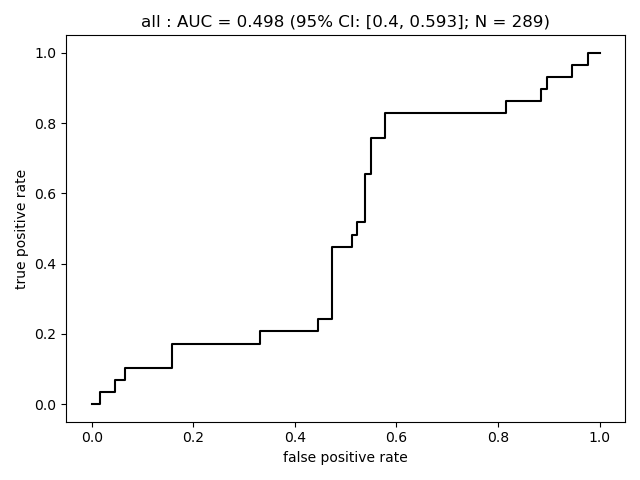 all : AUC = 0.498 (95% CI: [0.4, 0.593]; N = 289)
true positive rate
1.0
0.8
0.6
0.4
0.2
0.0
0.0 0.2 0.4 0.6 0.8 1.0
false positive rate